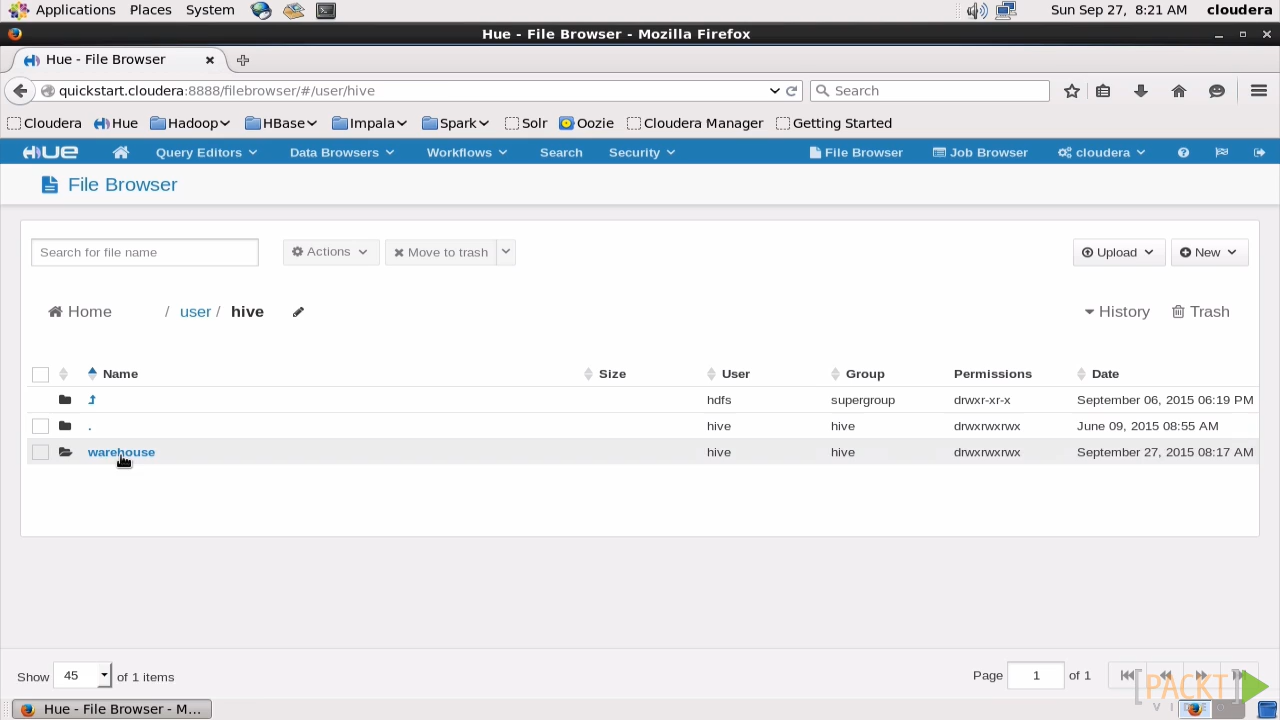 Applications Places System Sun Sep 27, 8:21 AM cloudera
Hue - File Browser - Mozilla Firefox
Hue - File Browser
quickstart.cloudera:8888/filebrowser/#/user/hive Search
Cloudera Hue Hadoop HBase Impala Spark Solr Oozie Cloudera Manager Getting Started
HUE Query Editors Data Browsers Workflows Search Security File Browser Job Browser cloudera
File Browser
Search for file name Actions Move to trash Upload New
Home / user / hive History Trash
Name Size User Group Permissions Date
hdfs supergroup drwxr-xr-x September 06, 2015 06:19 PM
. hive hive drwxrwxrwx June 09, 2015 08:55 AM
warehouse hive hive drwxrwxrwx September 27, 2015 08:17 AM
Show 45 of 1 items Page 1 of 1
[PACKT]
VIDEO
Hue - File Browser - M...